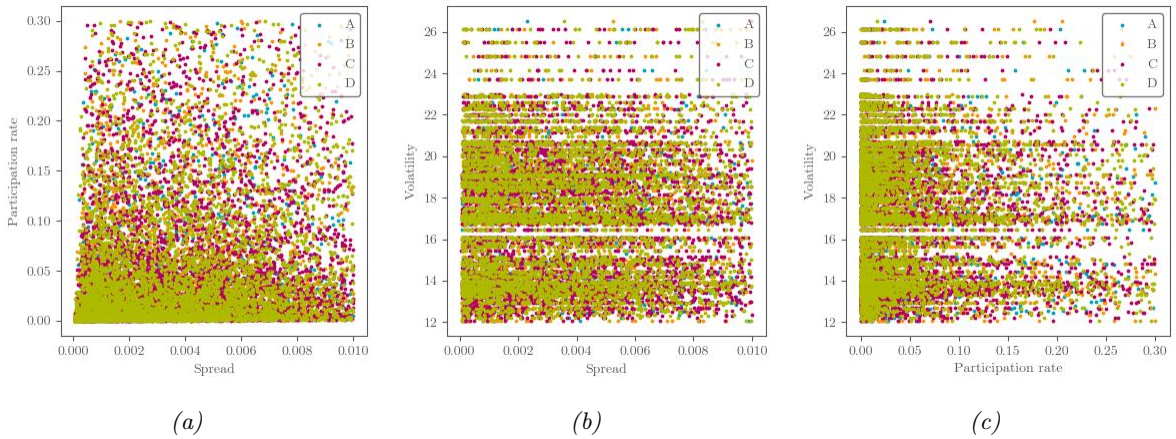 0.30
0.25
0.20
0.15
0.10
0.05
0.00
Participation rate
0.000 0.002 0.004 0.006 0.008 0.010
Spread
A
B
C
D
(a)
26
24
22
20
18
16
14
12
Volatility
0.000 0.002 0.004 0.006 0.008 0.010
Spread
A
B
C
D
(b)
26
24
22
20
18
16
14
12
Volatility
0.00 0.05 0.10 0.15 0.20 0.25 0.30
Participation rate
A
B
C
D
(c)